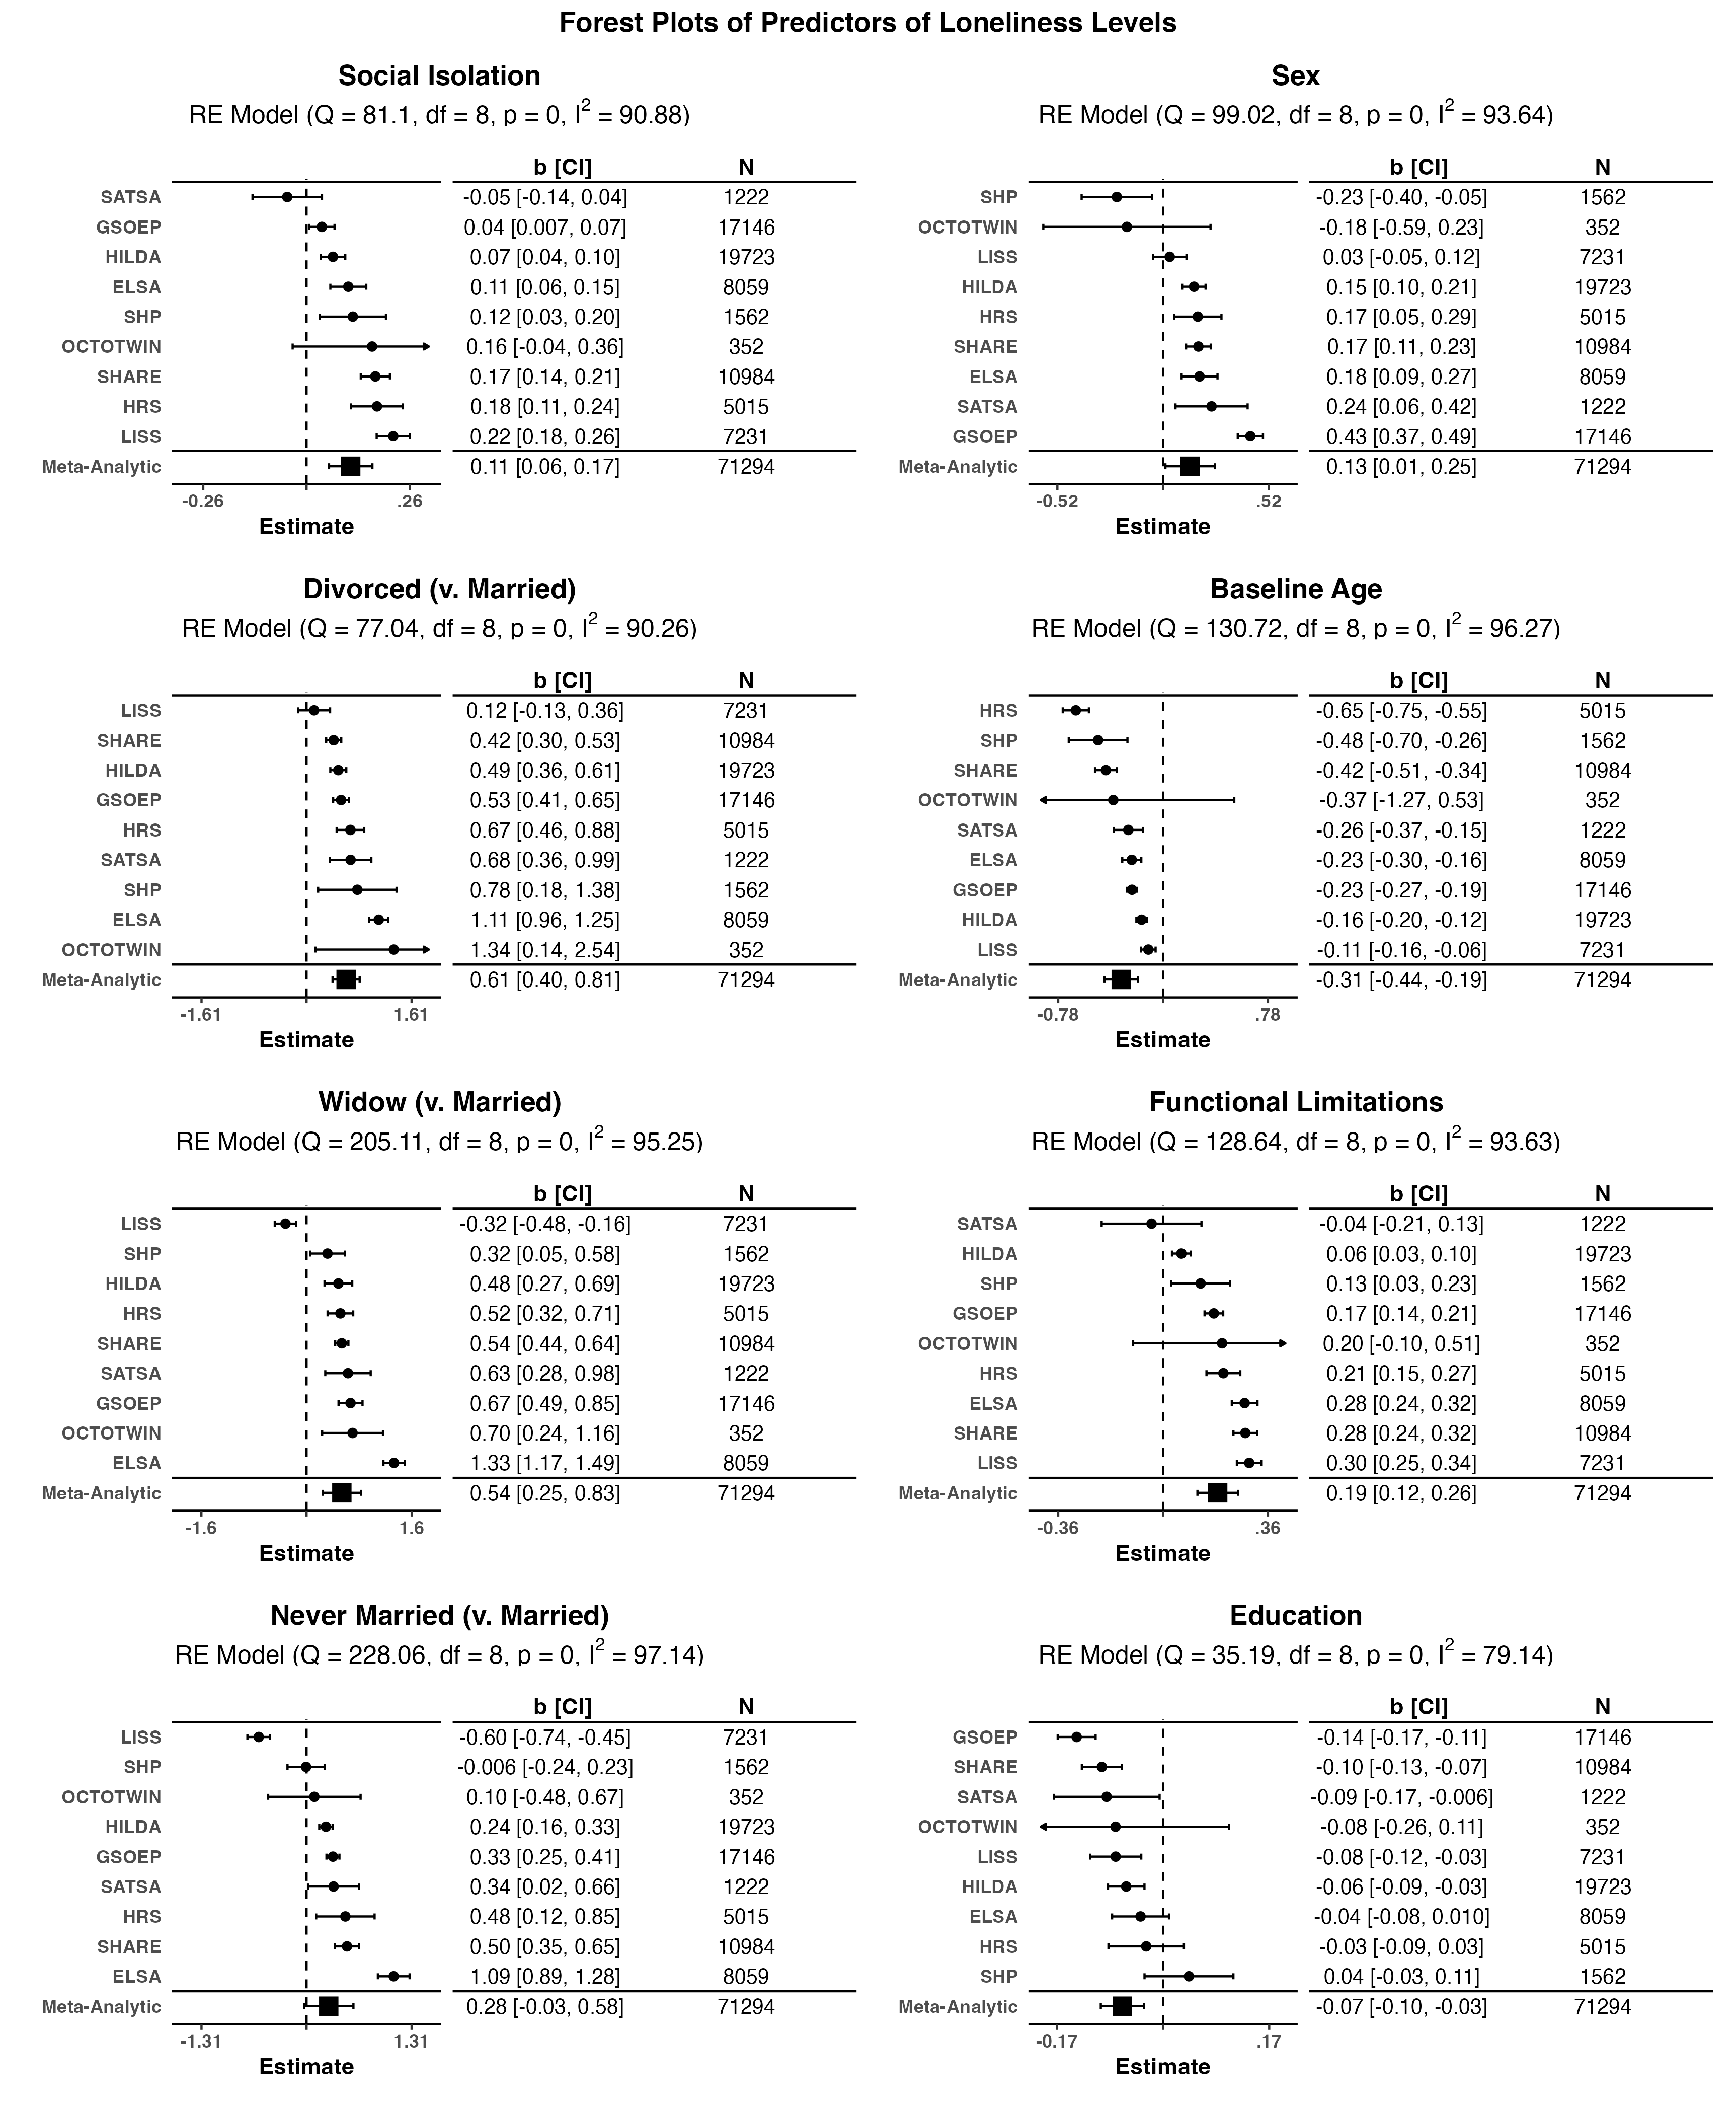 Forest Plots of Predictors of Loneliness Levels
Social Isolation
RE Model (Q = 81.1, df = 8, p = 0, I2 = 90.88)
b [CI] N
SATSA -0.05 [-0.14, 0.04] 1222
GSOEP 0.04 [0.007, 0.07] 17146
HILDA 0.07 [0.04, 0.10] 19723
ELSA 0.11 [0.06, 0.15] 8059
SHP 0.12 [0.03, 0.20] 1562
OCTOTWIN 0.16 [-0.04, 0.36] 352
SHARE 0.17 [0.14, 0.21] 10984
HRS 0.18 [0.11, 0.24] 5015
LISS 0.22 [0.18, 0.26] 7231
Meta-Analytic 0.11 [0.06, 0.17] 71294
-0.26 .26
Estimate
Sex
RE Model (Q = 99.02, df = 8, p = 0, I2 = 93.64)
b [CI] N
SHP -0.23 [-0.40, -0.05] 1562
OCTOTWIN -0.18 [-0.59, 0.23] 352
LISS 0.03 [-0.05, 0.12] 7231
HILDA 0.15 [0.10, 0.21] 19723
HRS 0.17 [0.05, 0.29] 5015
SHARE 0.17 [0.11, 0.23] 10984
ELSA 0.18 [0.09, 0.27] 8059
SATSA 0.24 [0.06, 0.42] 1222
GSOEP 0.43 [0.37, 0.49] 17146
Meta-Analytic 0.13 [0.01, 0.25] 71294
-0.52 .52
Estimate
Divorced (v. Married)
RE Model (Q = 77.04, df = 8, p = 0, I2 = 90.26)
b [CI] N
LISS 0.12 [-0.13, 0.36] 7231
SHARE 0.42 [0.30, 0.53] 10984
HILDA 0.49 [0.36, 0.61] 19723
GSOEP 0.53 [0.41, 0.65] 17146
HRS 0.67 [0.46, 0.88] 5015
SATSA 0.68 [0.36, 0.99] 1222
SHP 0.78 [0.18, 1.38] 1562
ELSA 1.11 [0.96, 1.25] 8059
OCTOTWIN 1.34 [0.14, 2.54] 352
Meta-Analytic 0.61 [0.40, 0.81] 71294
-1.61 1.61
Estimate
Baseline Age
RE Model (Q = 130.72, df = 8, p = 0, I2 = 96.27)
b [CI] N
HRS -0.65 [-0.75, -0.55] 5015
SHP -0.48 [-0.70, -0.26] 1562
SHARE -0.42 [-0.51, -0.34] 10984
OCTOTWIN -0.37 [-1.27, 0.53] 352
SATSA -0.26 [-0.37, -0.15] 1222
ELSA -0.23 [-0.30, -0.16] 8059
GSOEP -0.23 [-0.27, -0.19] 17146
HILDA -0.16 [-0.20, -0.12] 19723
LISS -0.11 [-0.16, -0.06] 7231
Meta-Analytic -0.31 [-0.44, -0.19] 71294
-0.78 .78
Estimate
Widow (v. Married)
RE Model (Q = 205.11, df = 8, p = 0, I2 = 95.25)
b [CI] N
LISS -0.32 [-0.48, -0.16] 7231
SHP 0.32 [0.05, 0.58] 1562
HILDA 0.48 [0.27, 0.69] 19723
HRS 0.52 [0.32, 0.71] 5015
SHARE 0.54 [0.44, 0.64] 10984
SATSA 0.63 [0.28, 0.98] 1222
GSOEP 0.67 [0.49, 0.85] 17146
OCTOTWIN 0.70 [0.24, 1.16] 352
ELSA 1.33 [1.17, 1.49] 8059
Meta-Analytic 0.54 [0.25, 0.83] 71294
-1.6 1.6
Estimate
Functional Limitations
RE Model (Q = 128.64, df = 8, p = 0, I2 = 93.63)
b [CI] N
SATSA -0.04 [-0.21, 0.13] 1222
HILDA 0.06 [0.03, 0.10] 19723
SHP 0.13 [0.03, 0.23] 1562
GSOEP 0.17 [0.14, 0.21] 17146
OCTOTWIN 0.20 [-0.10, 0.51] 352
HRS 0.21 [0.15, 0.27] 5015
ELSA 0.28 [0.24, 0.32] 8059
SHARE 0.28 [0.24, 0.32] 10984
LISS 0.30 [0.25, 0.34] 7231
Meta-Analytic 0.19 [0.12, 0.26] 71294
-0.36 .36
Estimate
Never Married (v. Married)
RE Model (Q = 228.06, df = 8, p = 0, I2 = 97.14)
b [CI] N
LISS -0.60 [-0.74, -0.45] 7231
SHP -0.006 [-0.24, 0.23] 1562
OCTOTWIN 0.10 [-0.48, 0.67] 352
HILDA 0.24 [0.16, 0.33] 19723
GSOEP 0.33 [0.25, 0.41] 17146
SATSA 0.34 [0.02, 0.66] 1222
HRS 0.48 [0.12, 0.85] 5015
SHARE 0.50 [0.35, 0.65] 10984
ELSA 1.09 [0.89, 1.28] 8059
Meta-Analytic 0.28 [-0.03, 0.58] 71294
-1.31 1.31
Estimate
Education
RE Model (Q = 35.19, df = 8, p = 0, I2 = 79.14)
b [CI] N
GSOEP -0.14 [-0.17, -0.11] 17146
SHARE -0.10 [-0.13, -0.07] 10984
SATSA -0.09 [-0.17, -0.006] 1222
OCTOTWIN -0.08 [-0.26, 0.11] 352
LISS -0.08 [-0.12, -0.03] 7231
HILDA -0.06 [-0.09, -0.03] 19723
ELSA -0.04 [-0.08, 0.010] 8059
HRS -0.03 [-0.09, 0.03] 5015
SHP 0.04 [-0.03, 0.11] 1562
Meta-Analytic -0.07 [-0.10, -0.03] 71294
-0.17 .17
Estimate